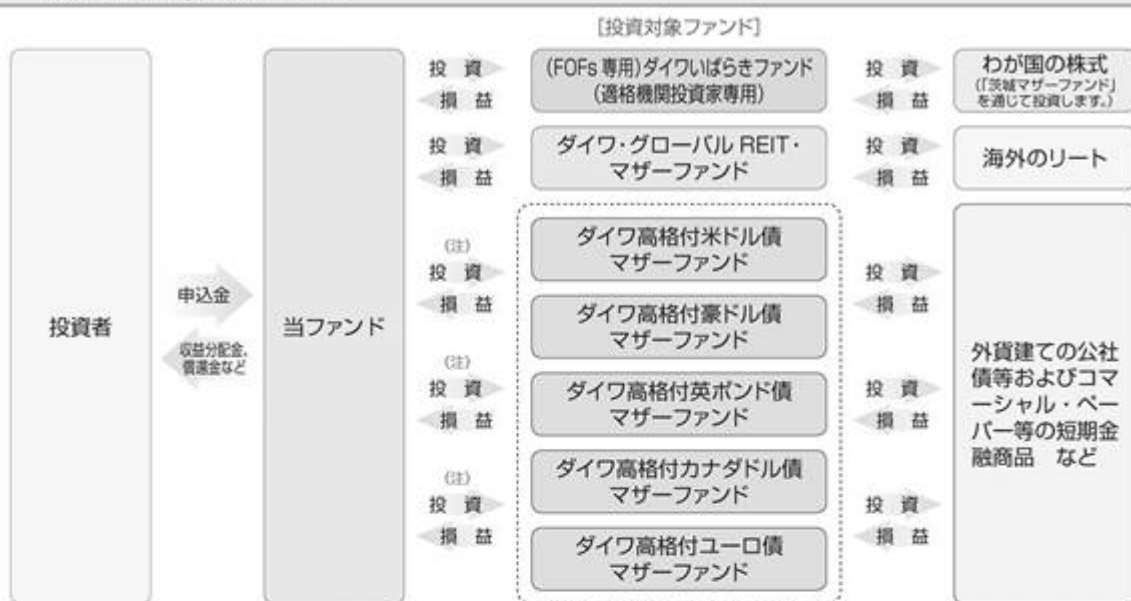 [投資対象ファンド]
投資者
申込金
収益分配金、
償還金など
当ファンド
投 資
損 益
(FOFs 専用)ダイワいばらきファンド
(適格機関投資家専用)
投 資
損 益
わが国の株式
(「茨城マザーファンド」
を通じて投資します。)
投 資
損 益
ダイワ・グローバル REIT・
マザーファンド
投 資
損 益
海外のリート
(注)
投 資
損 益
ダイワ高格付米ドル債
マザーファンド
投 資
損 益
ダイワ高格付豪ドル債
マザーファンド
(注)
投 資
損 益
ダイワ高格付英ポンド債
マザーファンド
投 資
損 益
(注)
投 資
損 益
ダイワ高格付カナダドル債
マザーファンド
投 資
損 益
ダイワ高格付ユーロ債
マザーファンド
外貨建ての公社
債等およびコマ
ーシャル・ペー
パー等の短期金
融商品 など